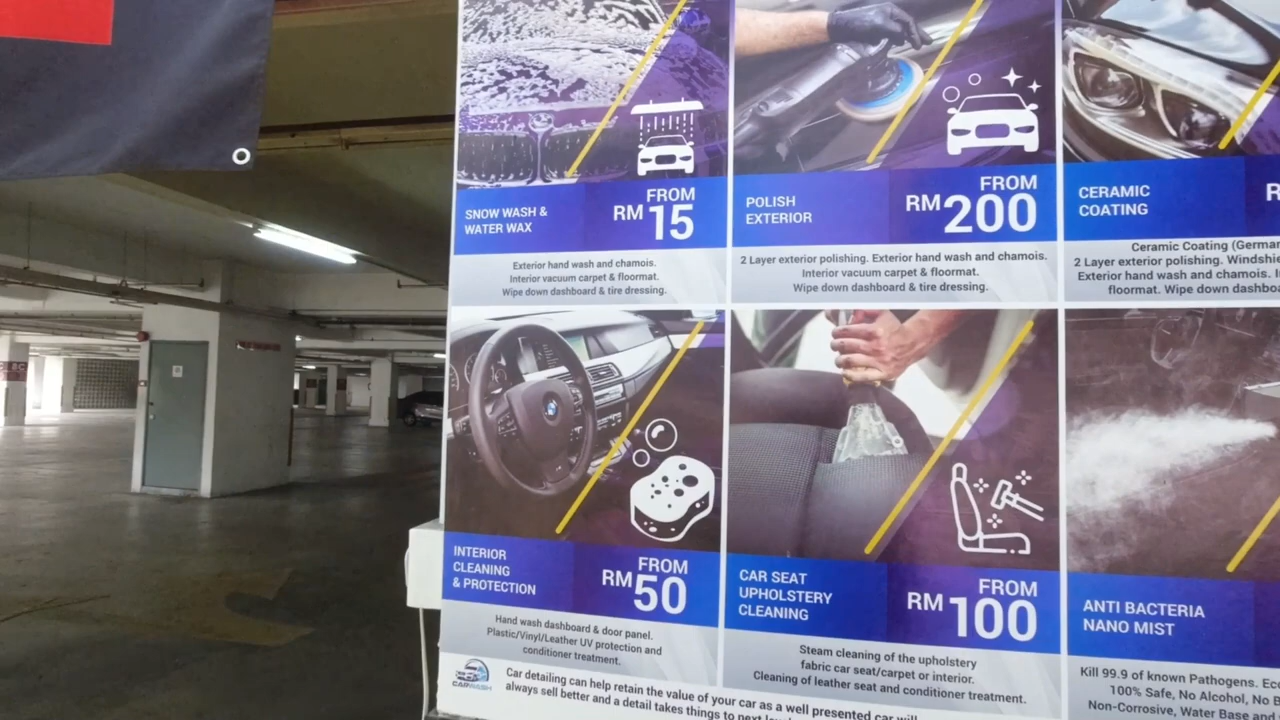 SNOW WASH &
WATER WAX
FROM
RM 15
Exterior hand wash and chamois.
Interior vacuum carpet & floormat.
Wipe down dashboard & tire dressing.
POLISH
EXTERIOR
FROM
RM 200
2 Layer exterior polishing. Exterior hand wash and chamois.
Interior vacuum carpet & floormat.
Wipe down dashboard & tire dressing.
CERAMIC
COATING
Ceramic Coating (German
2 Layer exterior polishing. Windshie
Exterior hand wash and chamois.
floormat. Wipe down dashboa
INTERIOR
CLEANING
& PROTECTION
FROM
RM 50
Hand wash dashboard & door panel.
Plastic/Vinyl/Leather UV protection and
conditioner treatment.
CAR SEAT
UPHOLSTERY
CLEANING
FROM
RM 100
Steam cleaning of the upholstery
fabric car seat/carpet or interior.
Cleaning of leather seat and conditioner treatment.
ANTI BACTERIA
NANO MIST
Kill 99.9 of known Pathogens. Eco
100% Safe, No Alcohol, No B
Non-Corrosive, Water Base and
CARWASH
Car detailing can help retain the value of your car as a well presented car will
always sell better and a detail takes things to next